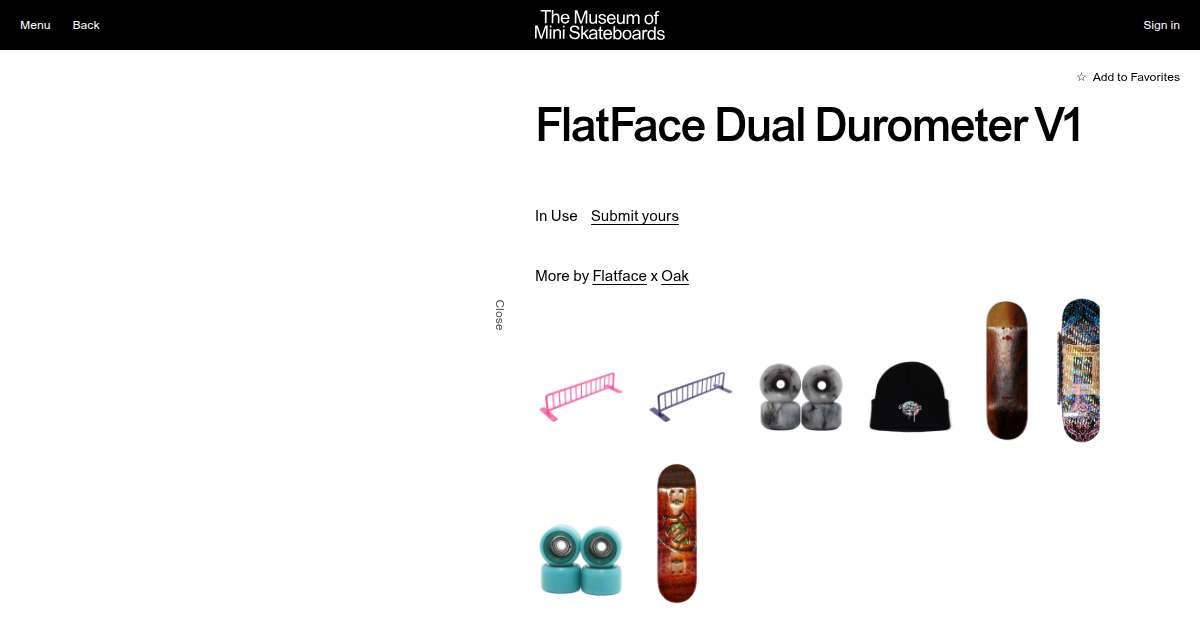 Menu
Back
The Museum of
Mini Skateboards
Sign in
☆ Add to Favorites
FlatFace Dual Durometer V1
In Use Submit yours
More by Flatface x Oak
Close